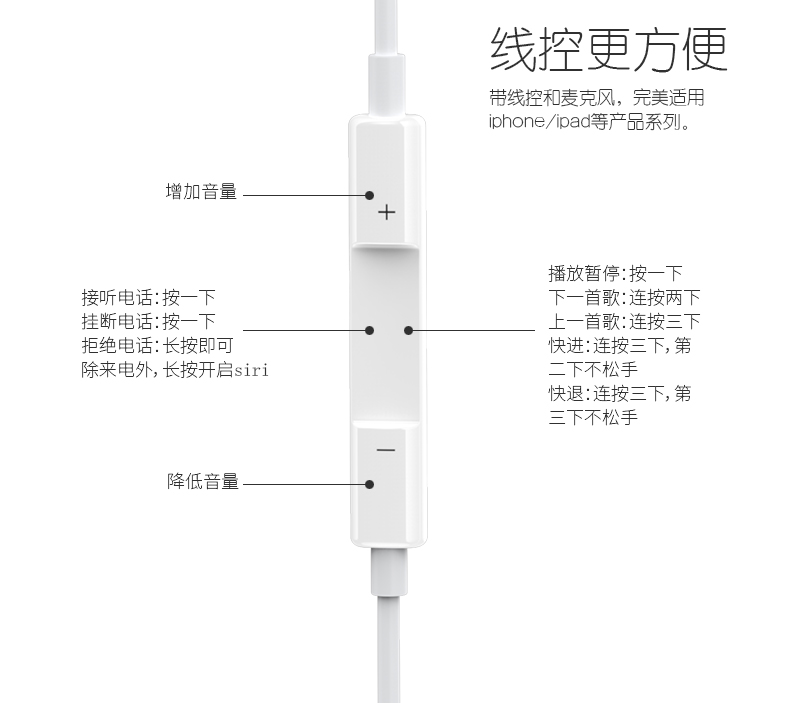 线控更方便
带线控和麦克风，完美适用
iphone/ipad等产品系列。
增加音量
+
接听电话：按一下
挂断电话：按一下
拒绝电话：长按即可
除来电外，长按开启siri
播放暂停：按一下
下一首歌：连按两下
上一首歌：连按三下
快进：连按三下，第
二下不松手
快退：连按三下，第
三下不松手
−
降低音量